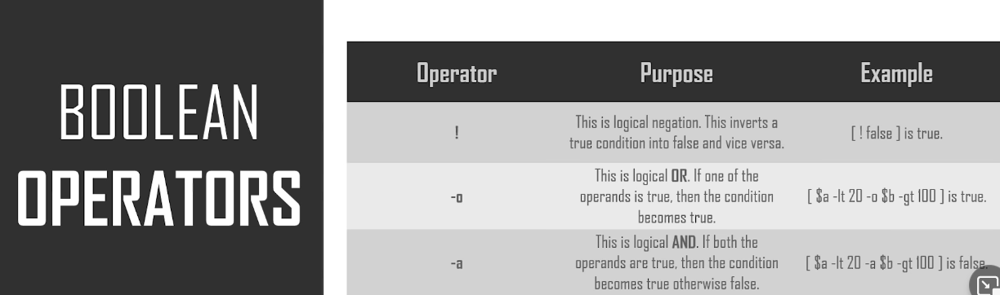 BOOLEAN
OPERATORS
Operator Purpose Example
! This is logical negation. This inverts a true condition into false and vice versa. [ ! false ] is true.
-o This is logical OR. If one of the operands is true, then the condition becomes true. [ $a -lt 20 -o $b -gt 100 ] is true.
-a This is logical AND. If both the operands are true, then the condition becomes true otherwise false. [ $a -lt 20 -a $b -gt 100 ] is false.